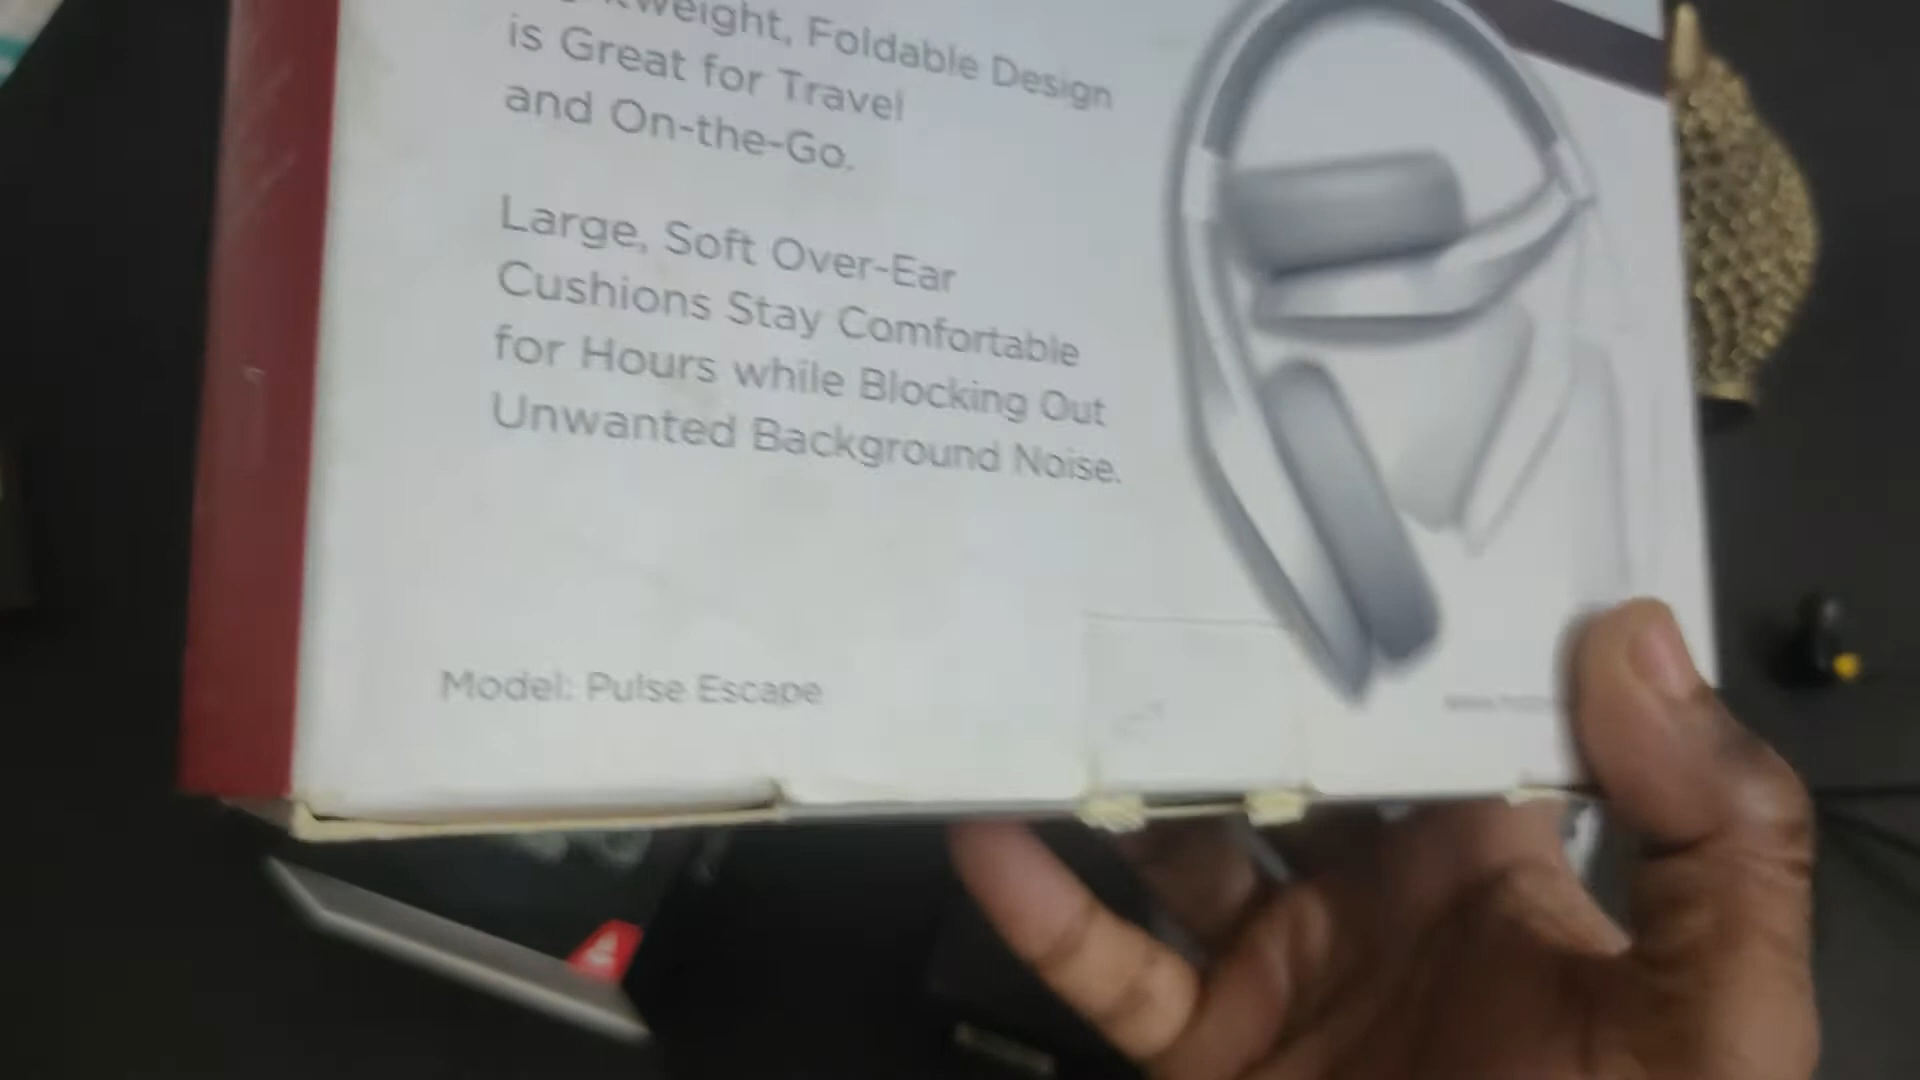 weight, Foldable Design
is Great for Travel
and On-the-Go.
Large, Soft Over-Ear
Cushions Stay Comfortable
for Hours while Blocking Out
Unwanted Background Noise.
Model: Pulse Escape